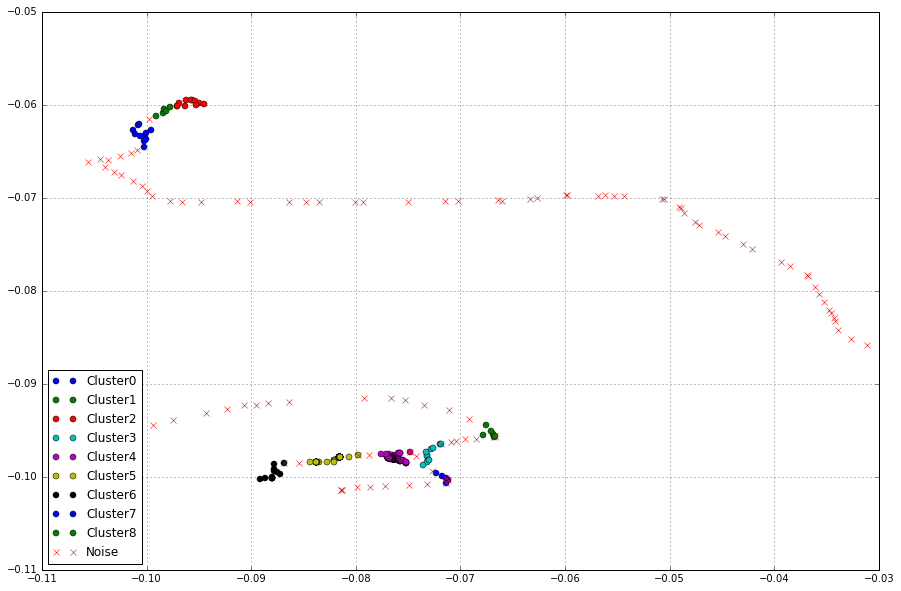 −0.05
−0.06
−0.07
−0.08
−0.09
−0.10
−0.11
Cluster0
Cluster1
Cluster2
Cluster3
Cluster4
Cluster5
Cluster6
Cluster7
Cluster8
Noise
−0.11 −0.10 −0.09 −0.08 −0.07 −0.06 −0.05 −0.04 −0.03